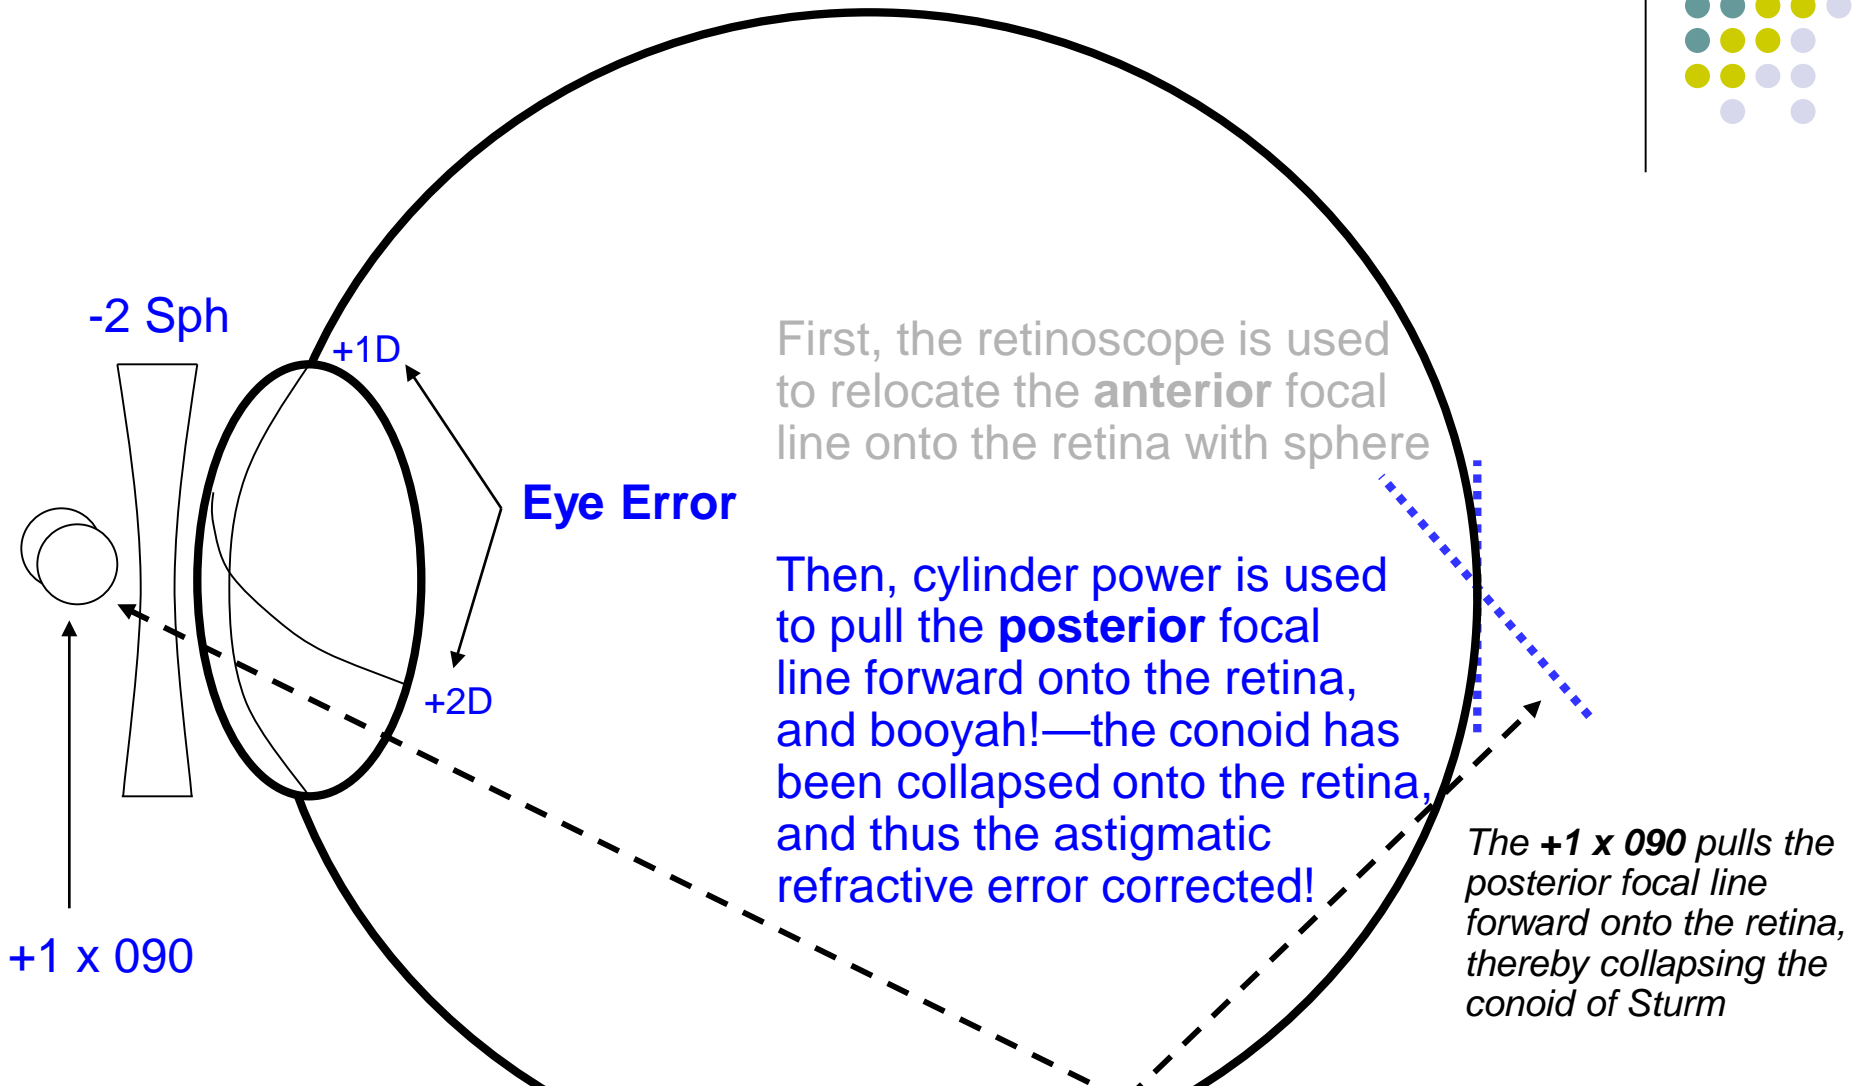 -2 Sph
+1D
First, the retinoscope is used
to relocate the anterior focal
line onto the retina with sphere
Eye Error
Then, cylinder power is used
to pull the posterior focal
line forward onto the retina,
and booyah!—the conoid has
been collapsed onto the retina,
and thus the astigmatic
refractive error corrected!
+2D
The +1 x 090 pulls the
posterior focal line
forward onto the retina,
thereby collapsing the
conoid of Sturm
+1 x 090